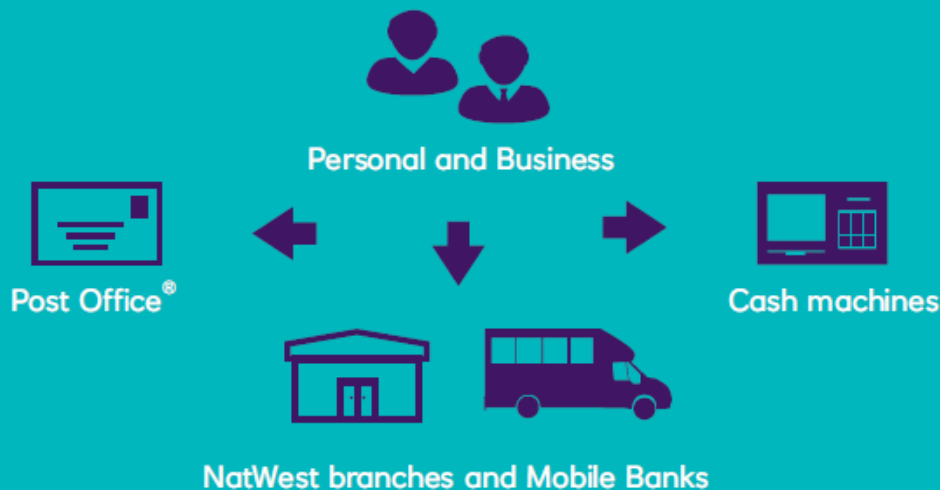 Personal and Business
Post Office®
Cash machines
NatWest branches and Mobile Banks